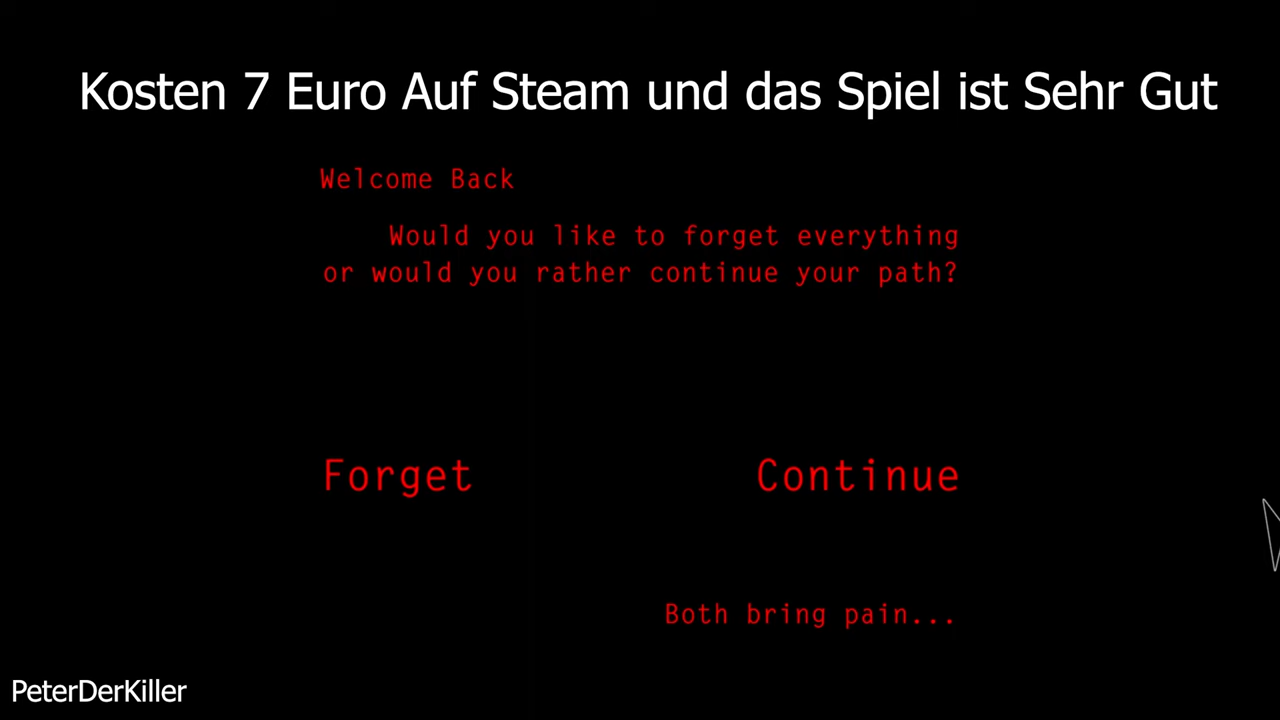 Kosten 7 Euro Auf Steam und das Spiel ist Sehr Gut
Welcome Back
Would you like to forget everything
or would you rather continue your path?
Forget
Continue
Both bring pain...
PeterDerKiller